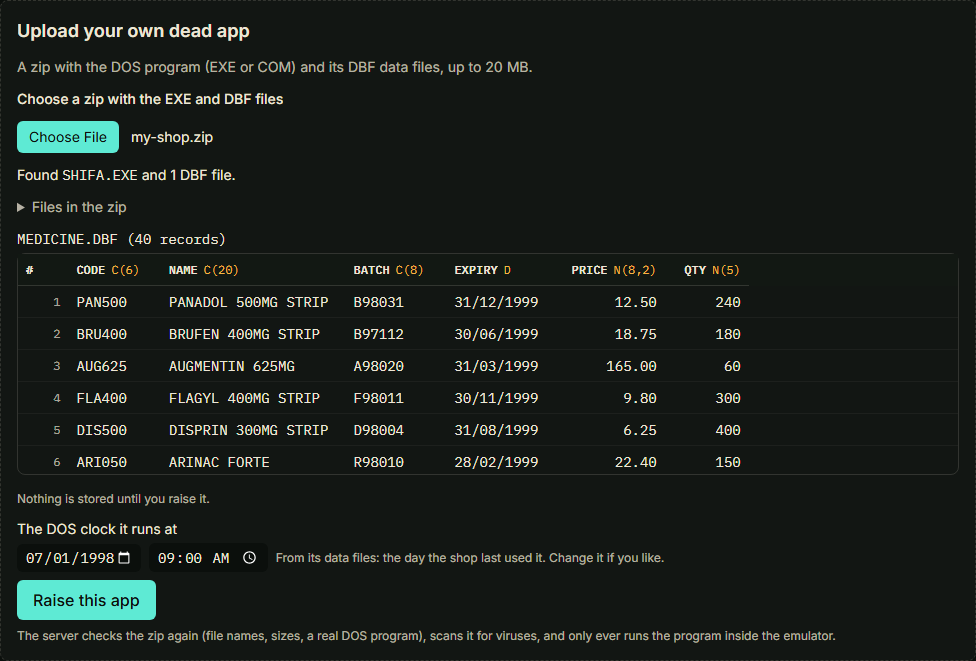 Upload your own dead app
A zip with the DOS program (EXE or COM) and its DBF data files, up to 20 MB.
Choose a zip with the EXE and DBF files
Choose File my-shop.zip
Found SHIFA.EXE and 1 DBF file.
▶ Files in the zip
MEDICINE.DBF (40 records)
# CODE C(6) NAME C(20) BATCH C(8) EXPIRY D PRICE N(8,2) QTY N(5)
1 PAN500 PANADOL 500MG STRIP B98031 31/12/1999 12.50 240
2 BRU400 BRUFEN 400MG STRIP B97112 30/06/1999 18.75 180
3 AUG625 AUGMENTIN 625MG A98020 31/03/1999 165.00 60
4 FLA400 FLAGYL 400MG STRIP F98011 30/11/1999 9.80 300
5 DIS500 DISPRIN 300MG STRIP D98004 31/08/1999 6.25 400
6 ARI050 ARINAC FORTE R98010 28/02/1999 22.40 150
Nothing is stored until you raise it.
The DOS clock it runs at
07/01/1998 09:00 AM From its data files: the day the shop last used it. Change it if you like.
Raise this app
The server checks the zip again (file names, sizes, a real DOS program), scans it for viruses, and only ever runs the program inside the emulator.